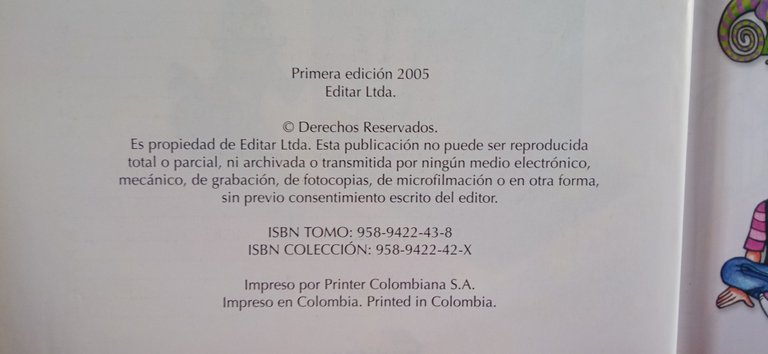 Primera edición 2005
Editar Ltda.
© Derechos Reservados.
Es propiedad de Editar Ltda. Esta publicación no puede ser reproducida
total o parcial, ni archivada o transmitida por ningún medio electrónico,
mecánico, de grabación, de fotocopias, de microfilmación o en otra forma,
sin previo consentimiento escrito del editor.
ISBN TOMO: 958-9422-43-8
ISBN COLECCIÓN: 958-9422-42-X
Impreso por Printer Colombiana S.A.
Impreso en Colombia. Printed in Colombia.